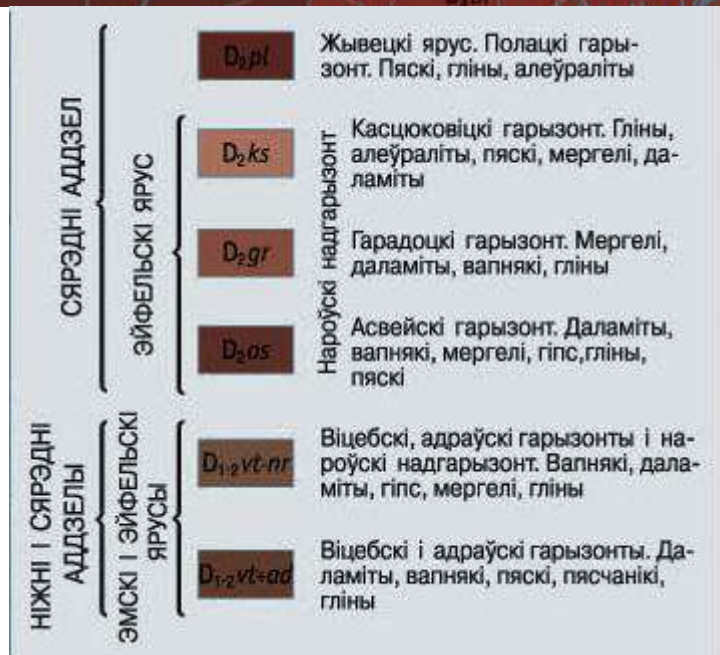 СЯРЭДНІ АДДЗЕЛ
ЭЙФЕЛЬСКІ ЯРУС
D₂pl
Жывецкі ярус. Полацкі гары-
зонт. Пяскі, гліны, алеўраліты
Нароўскі надгарызонт
D₂ks
Касцюковіцкі гарызонт. Гліны,
алеўраліты, пяскі, мергелі, да-
ламіты
D₂gr
Гарадоцкі гарызонт. Мергелі,
даламіты, вапнякі, гліны
D₂os
Асвейскі гарызонт. Даламіты,
вапнякі, мергелі, гіпс,гліны,
пяскі
НІЖНІ І СЯРЭДНІ
АДДЗЕЛЫ
ЭМСКІ І ЭЙФЕЛЬСКІ
ЯРУСЫ
D₁₋₂vt-nr
Віцебскі, адраўскі гарызонты і на-
роўскі надгарызонт. Вапнякі, дала-
міты, гіпс, мергелі, гліны
D₁₋₂vt+ad
Віцебскі і адраўскі гарызонты. Да-
ламіты, вапнякі, пяскі, пясчанікі,
гліны